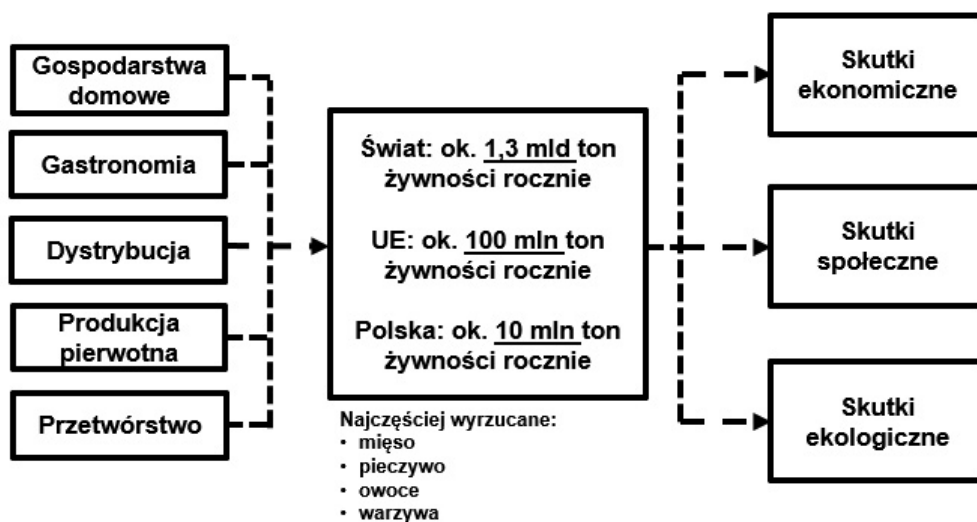 Gospodarstwa
domowe
Gastronomia
Dystrybucja
Produkcja
pierwotna
Przetwórstwo
Świat: ok. 1,3 mld ton
żywności rocznie
UE: ok. 100 mln ton
żywności rocznie
Polska: ok. 10 mln ton
żywności rocznie
Najczęściej wyrzucane:
• mięso
• pieczywo
• owoce
• warzywa
Skutki
ekonomiczne
Skutki
społeczne
Skutki
ekologiczne